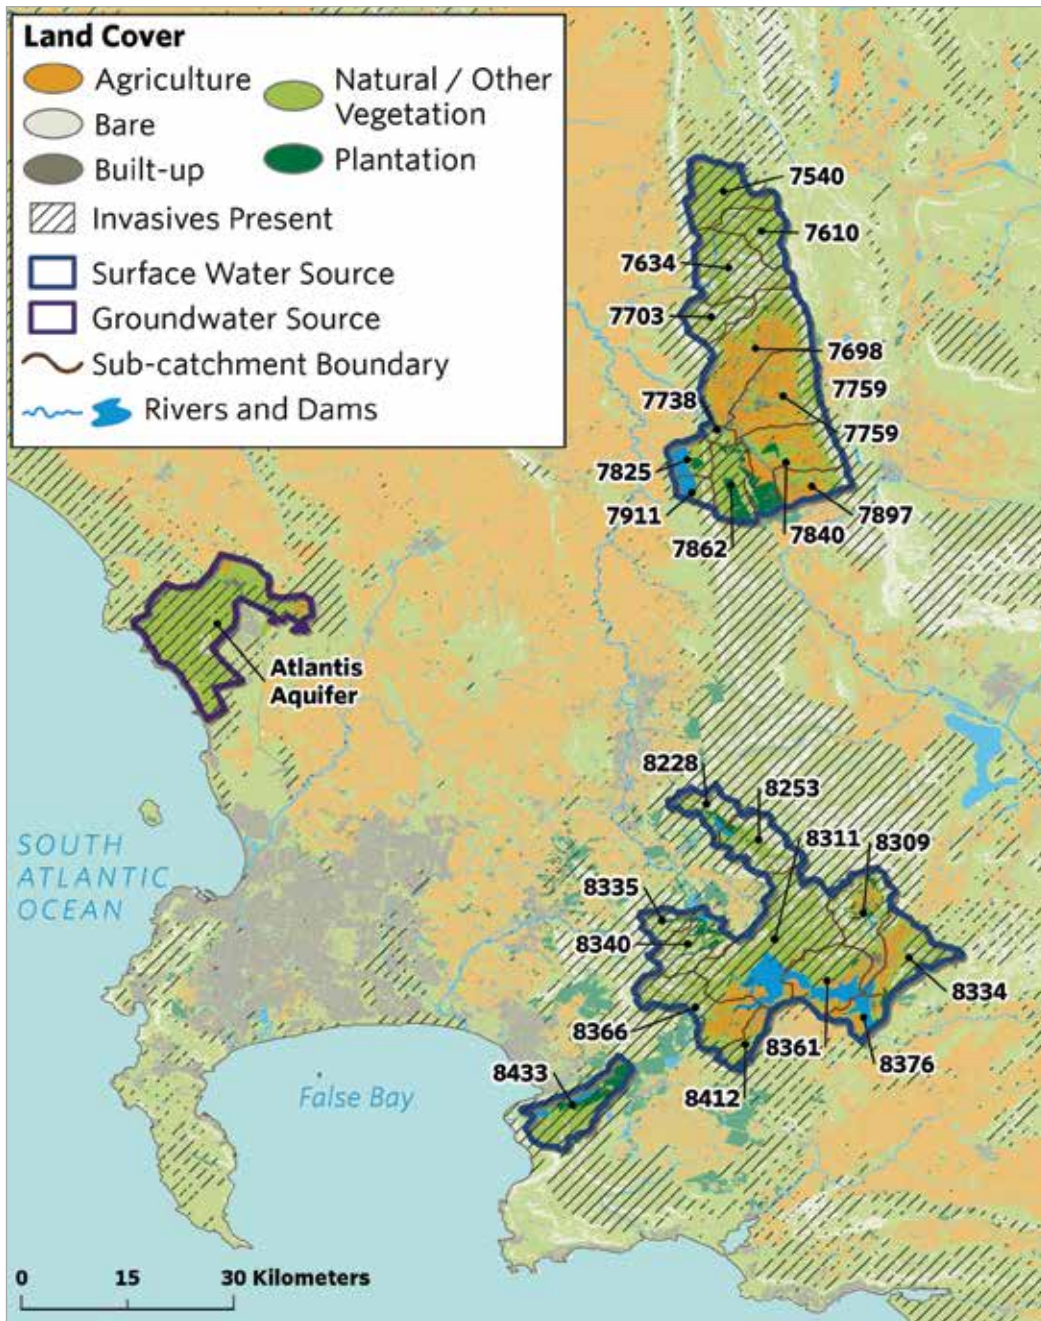 Land Cover
Agriculture
Bare
Built-up
Natural / Other
Vegetation
Plantation
Invasives Present
Surface Water Source
Groundwater Source
Sub-catchment Boundary
Rivers and Dams
7540
7610
7634
7703
7698
7738
7759
7759
7825
7911
7897
7840
7862
Atlantis
Aquifer
8228
8253
8311
8309
8335
8340
8334
8366
8361
8376
8433
8412
SOUTH
ATLANTIC
OCEAN
False Bay
0 15 30 Kilometers